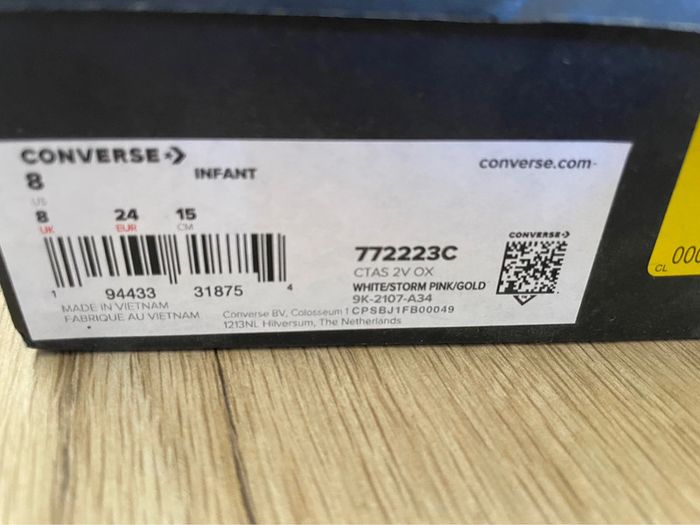 CONVERSE
INFANT
converse.com
8
US
8 24 15
UK EUR CM
1 94433 31875 4
MADE IN VIETNAM
FABRIQUE AU VIETNAM
Converse BV, Colosseum 1
1213NL Hilversum, The Netherlands
772223C
CTAS 2V OX
WHITE/STORM PINK/GOLD
9K-2107-A34
CPSBJ1FB00049
CONVERSE
CL